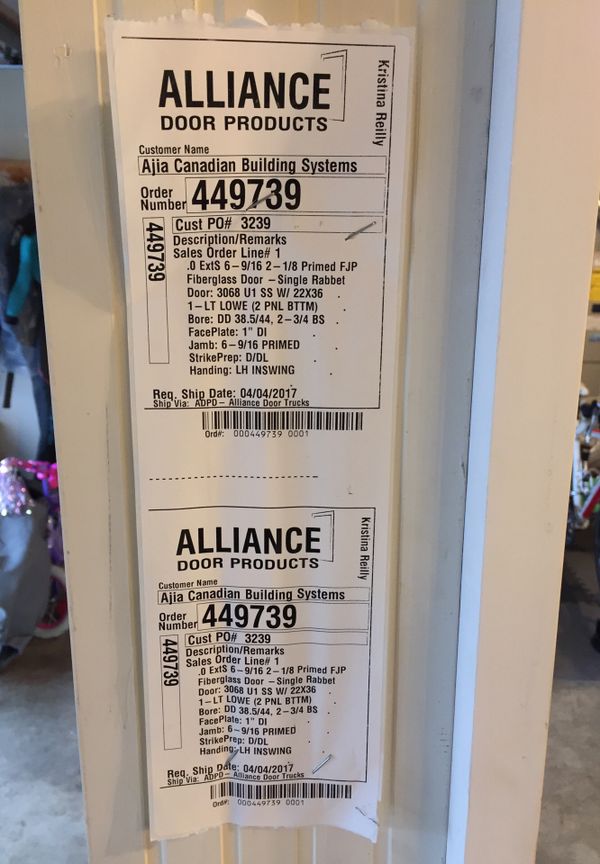 ALLIANCE
DOOR PRODUCTS
Kristina Reilly
Customer Name
Ajia Canadian Building Systems
Order Number 449739
Cust PO# 3239
449739
Description/Remarks
Sales Order Line# 1
.0 ExtS 6-9/16 2-1/8 Primed FJP
Fiberglass Door - Single Rabbet
Door: 3068 U1 SS W/ 22X36 .
1-LT LOWE (2 PNL BTTM) .
Bore: DD 38.5/44, 2-3/4 BS .
FacePlate: 1" DI .
Jamb: 6-9/16 PRIMED .
StrikePrep: D/DL .
Handing: LH INSWING .
Req. Ship Date: 04/04/2017
Ship Via: ADPD - Alliance Door Trucks
Ord#: 000449739 0001
ALLIANCE
DOOR PRODUCTS
Kristina Reilly
Customer Name
Ajia Canadian Building Systems
Order Number 449739
Cust PO# 3239
449739
Description/Remarks
Sales Order Line# 1
.0 ExtS 6-9/16 2-1/8 Primed FJP
Fiberglass Door - Single Rabbet
Door: 3068 U1 SS W/ 22X36 .
1-LT LOWE (2 PNL BTTM) .
Bore: DD 38.5/44, 2-3/4 BS .
FacePlate: 1" DI .
Jamb: 6-9/16 PRIMED .
StrikePrep: D/DL .
Handing: LH INSWING .
Req. Ship Date: 04/04/2017
Ship Via: ADPD - Alliance Door Trucks
Ord#: 000449739 0001